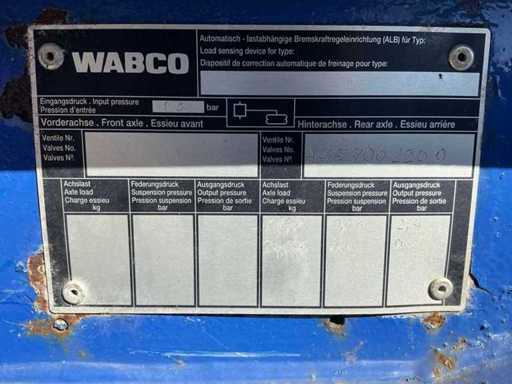 WABCO
Automatisch - lastabhängige Bremskraftregeleinrichtung (ALB) für Typ:
Load sensing device for type:
Dispositif de correction automatique de freinage pour type:
Eingangsdruck . Input pressure
Pression d'entrée
bar
Vorderachse . Front axle . Essieu avant
Hinterachse . Rear axle . Essieu arrière
Ventile Nr.
Valves No.
Valves Nº.
Ventile Nr.
Valves No.
Valves Nº.
Achslast
Axle load
Charge essieu
kg
Federungsdruck
Suspension pressure
Pression suspension
bar
Ausgangsdruck
Output pressure
Pression de sortie
bar
Achslast
Axle load
Charge essieu
kg
Federungsdruck
Suspension pressure
Pression suspension
bar
Ausgangsdruck
Output pressure
Pression de sortie
bar